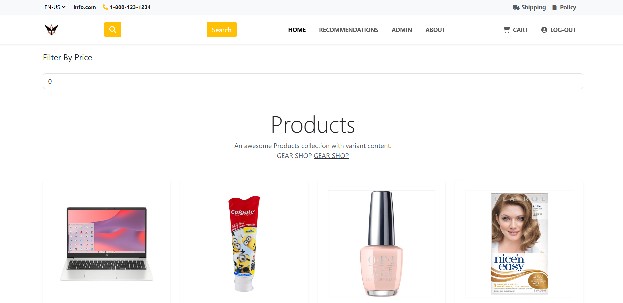 EN-US info.com 1-800-123-1234 Shipping Policy
Search HOME RECOMMENDATIONS ADMIN ABOUT CART LOG-OUT
Filter By Price
0
Products
An awesome Products collection with variant content.
GEAR SHOP GEAR SHOP
Colgate
nice'n
easy